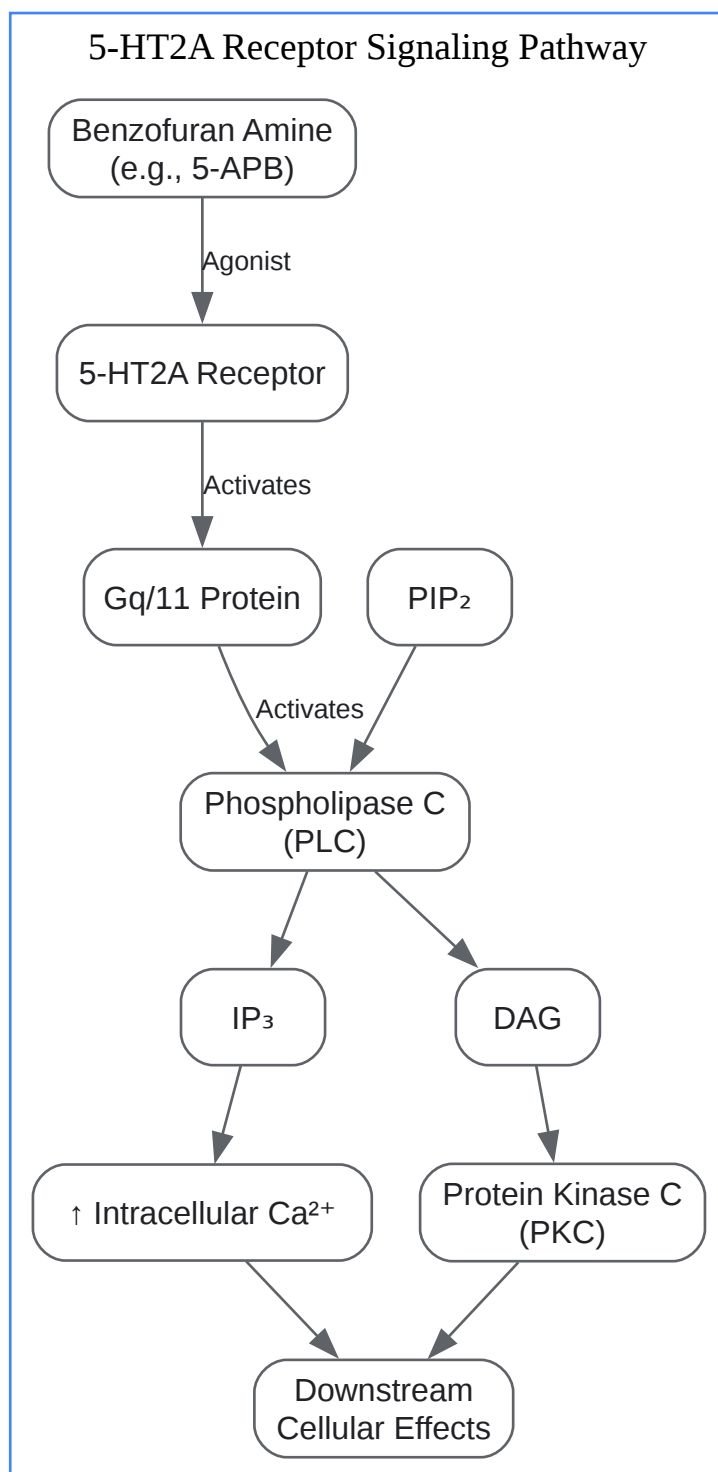 5-HT2A Receptor Signaling Pathway
Benzofuran Amine
(e.g., 5-APB)
Agonist
5-HT2A Receptor
Activates
Gq/11 Protein
PIP₂
Activates
Phospholipase C
(PLC)
IP₃
DAG
↑ Intracellular Ca²⁺
Protein Kinase C
(PKC)
Downstream
Cellular Effects